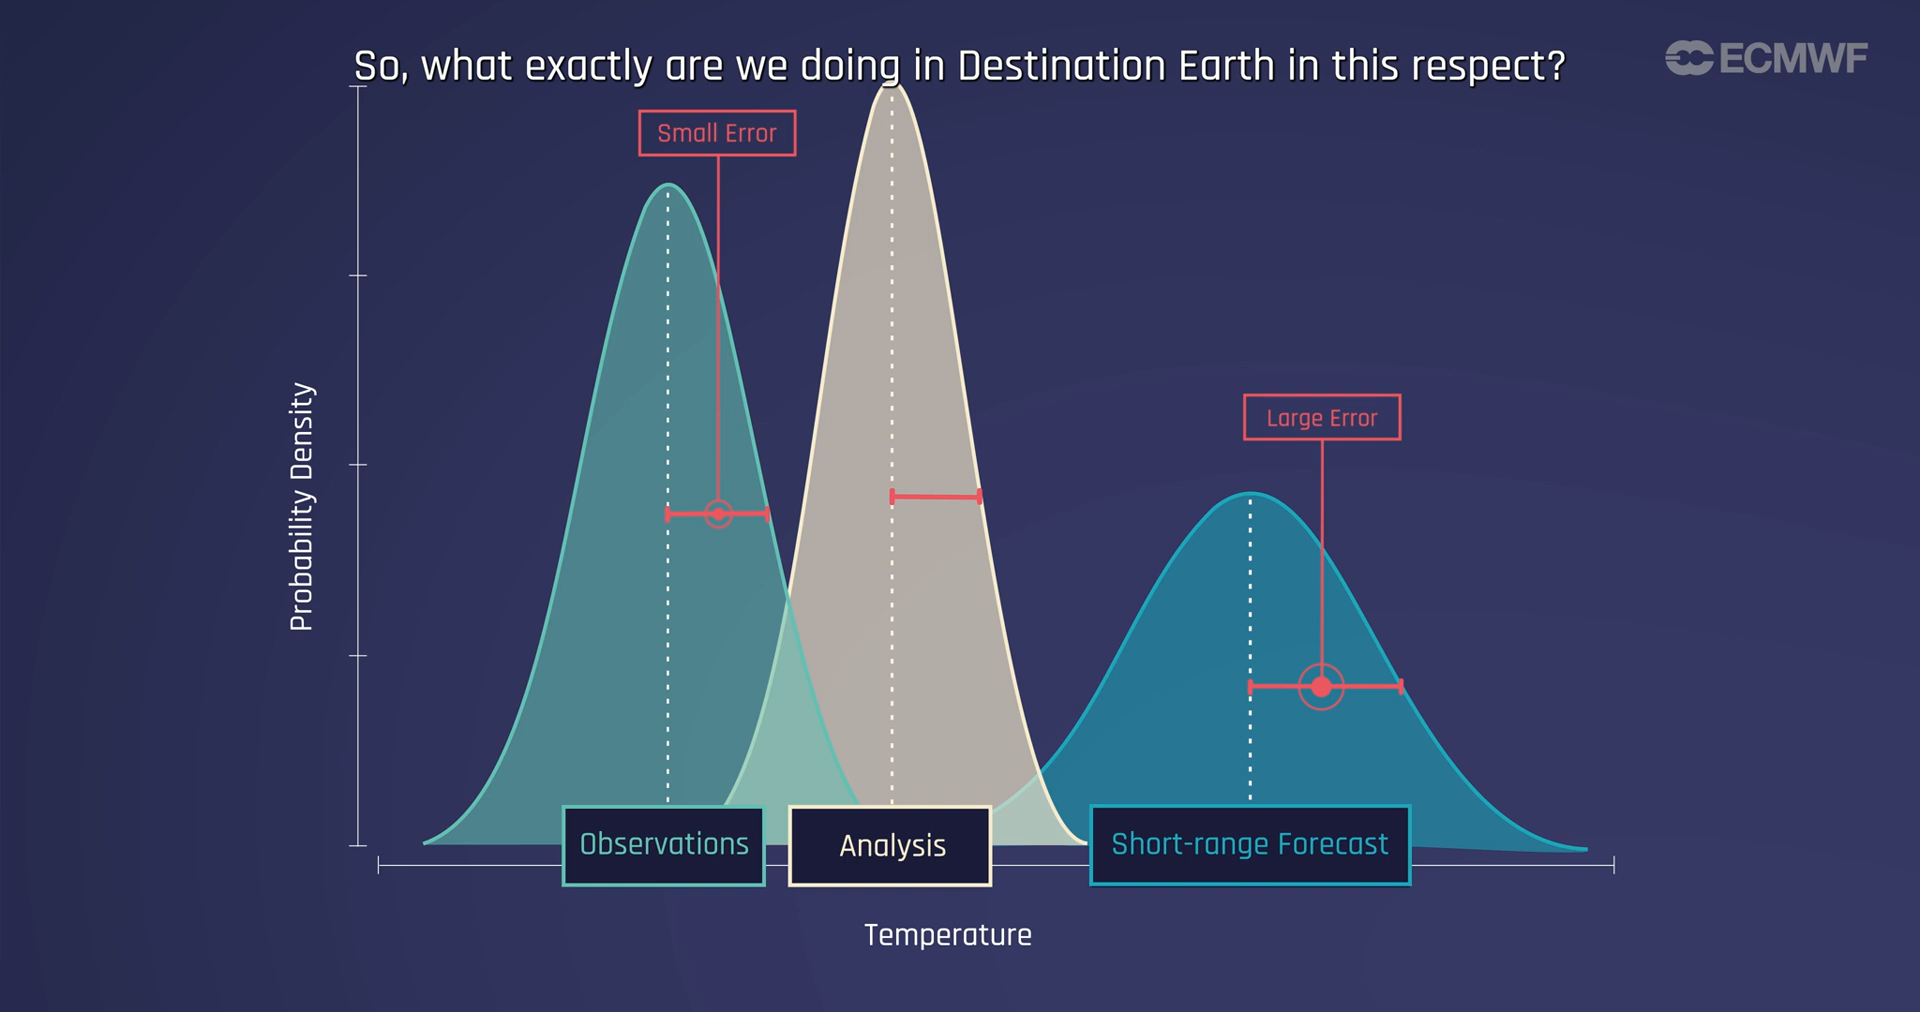 So, what exactly are we doing in Destination Earth in this respect?
ECMWF
Small Error
Large Error
Probability Density
Observations
Analysis
Short-range Forecast
Temperature